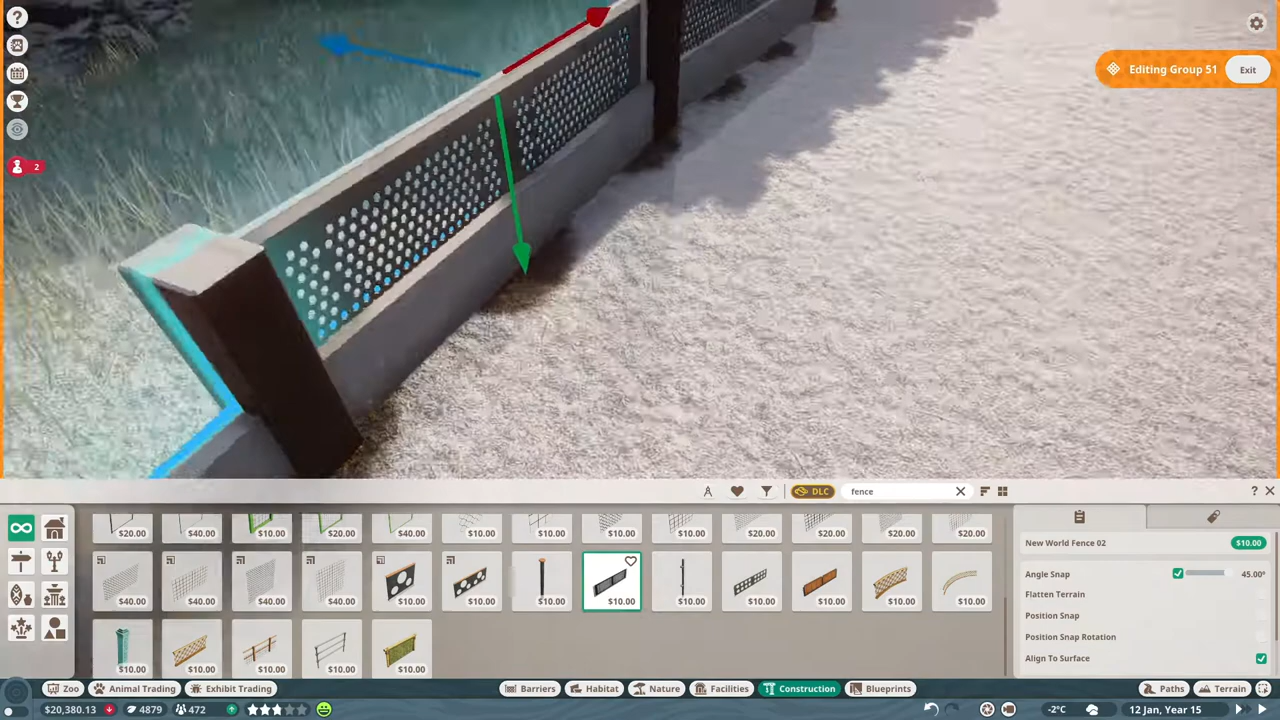 ?
Editing Group 51
Exit
2
DLC
fence
?
$20.00
$40.00
$10.00
$20.00
$40.00
$10.00
$10.00
$10.00
$10.00
$20.00
$20.00
$20.00
$20.00
$40.00
$40.00
$40.00
$40.00
$10.00
$10.00
$10.00
$10.00
$10.00
$10.00
$10.00
$10.00
$10.00
$10.00
$10.00
$10.00
$10.00
$10.00
New World Fence 02
$10.00
Angle Snap
45.00°
Flatten Terrain
Position Snap
Position Snap Rotation
Align To Surface
Zoo
Animal Trading
Exhibit Trading
Barriers
Habitat
Nature
Facilities
Construction
Blueprints
Paths
Terrain
$20,380.13
4879
472
-2°C
12 Jan, Year 15